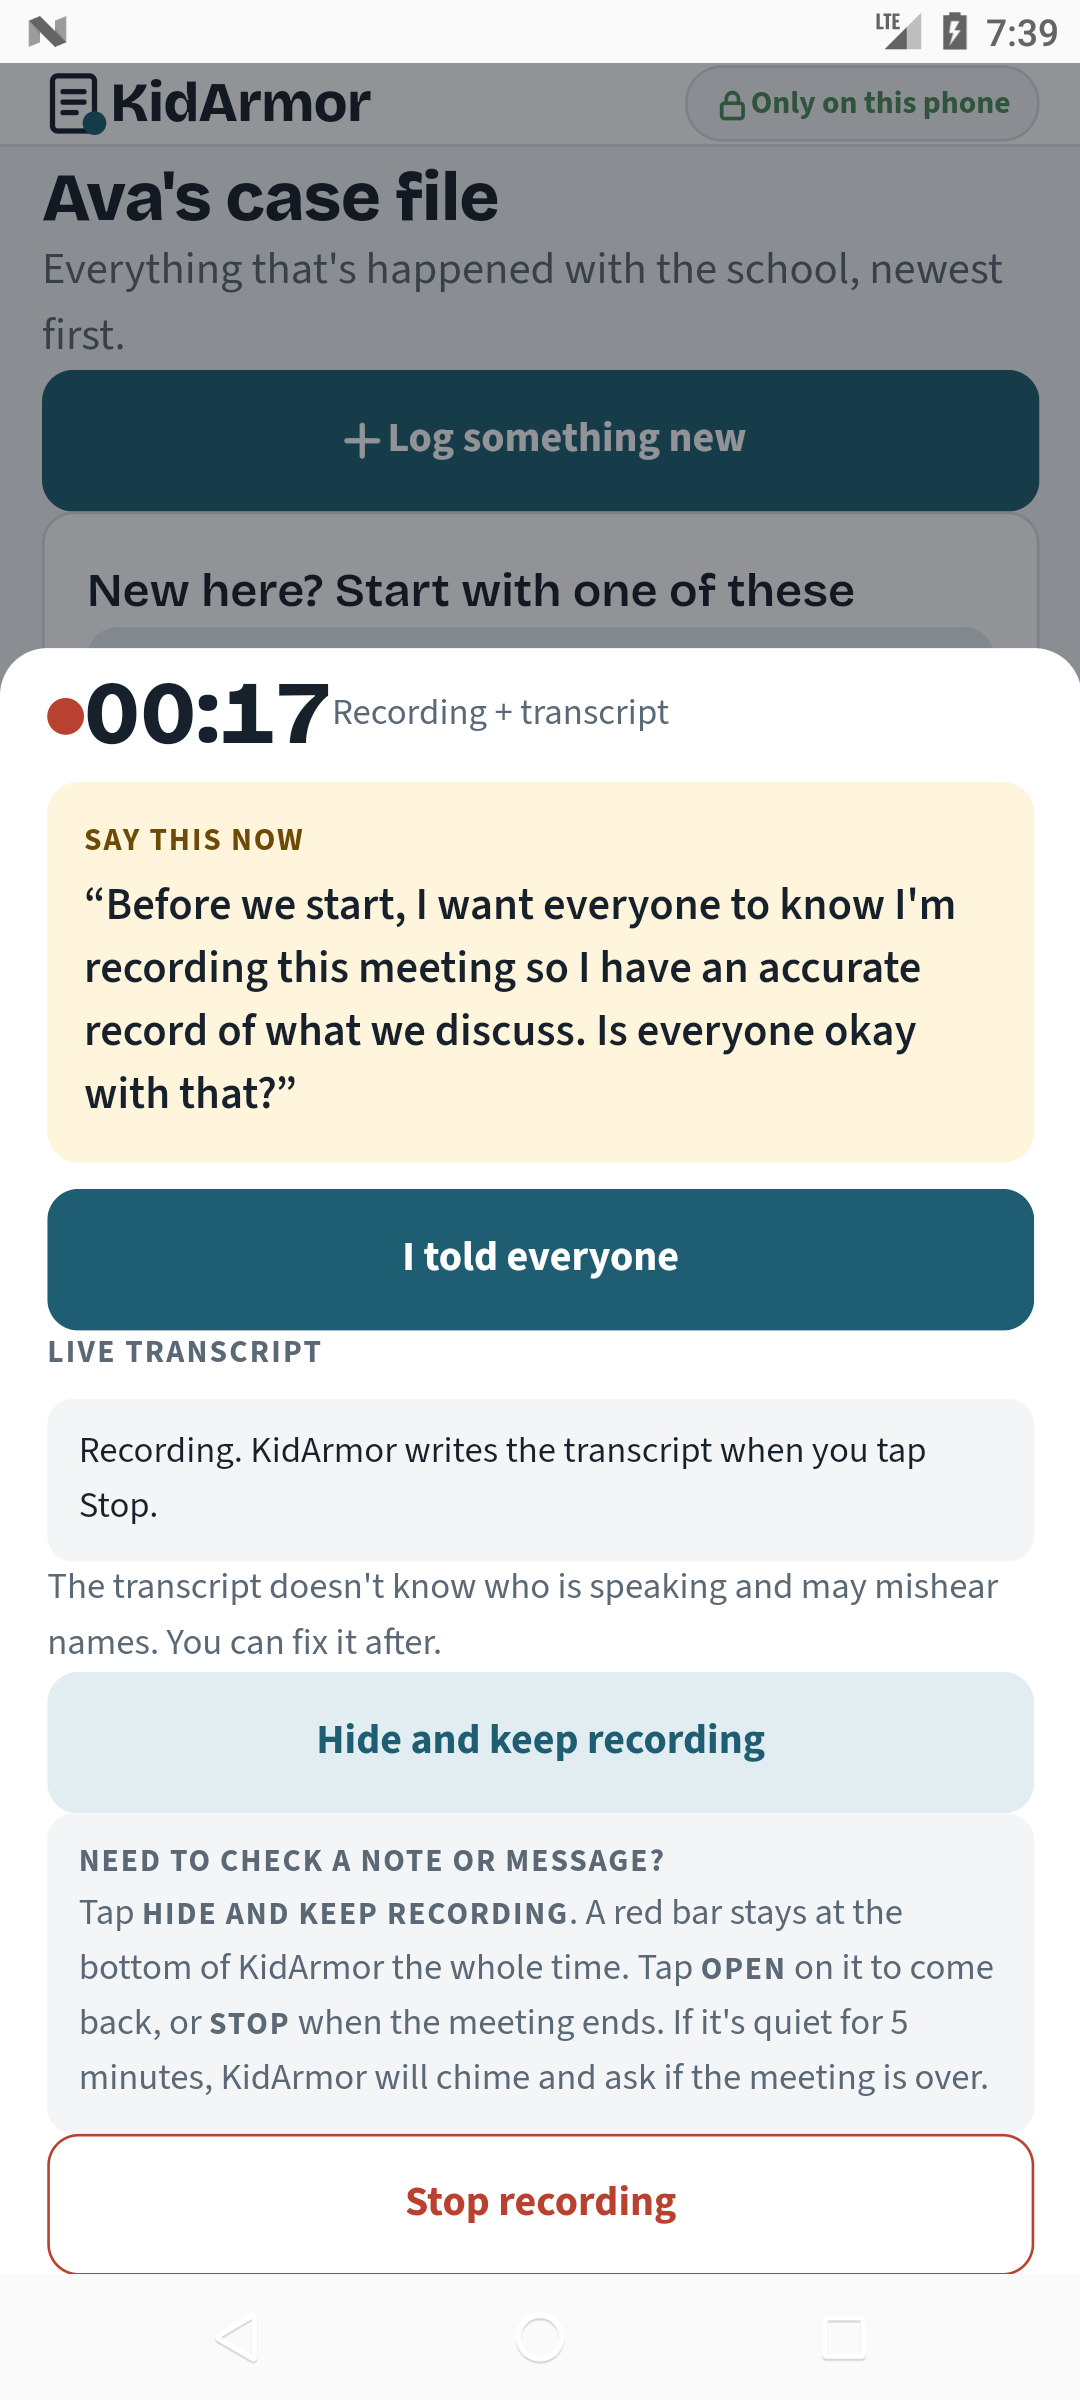 LTE 7:39
KidArmor
Only on this phone
Ava's case file
Everything that's happened with the school, newest
first.
Log something new
New here? Start with one of these
00:17 Recording + transcript
SAY THIS NOW
“Before we start, I want everyone to know I'm
recording this meeting so I have an accurate
record of what we discuss. Is everyone okay
with that?”
I told everyone
LIVE TRANSCRIPT
Recording. KidArmor writes the transcript when you tap
Stop.
The transcript doesn't know who is speaking and may mishear
names. You can fix it after.
Hide and keep recording
NEED TO CHECK A NOTE OR MESSAGE?
Tap HIDE AND KEEP RECORDING. A red bar stays at the
bottom of KidArmor the whole time. Tap OPEN on it to come
back, or STOP when the meeting ends. If it's quiet for 5
minutes, KidArmor will chime and ask if the meeting is over.
Stop recording